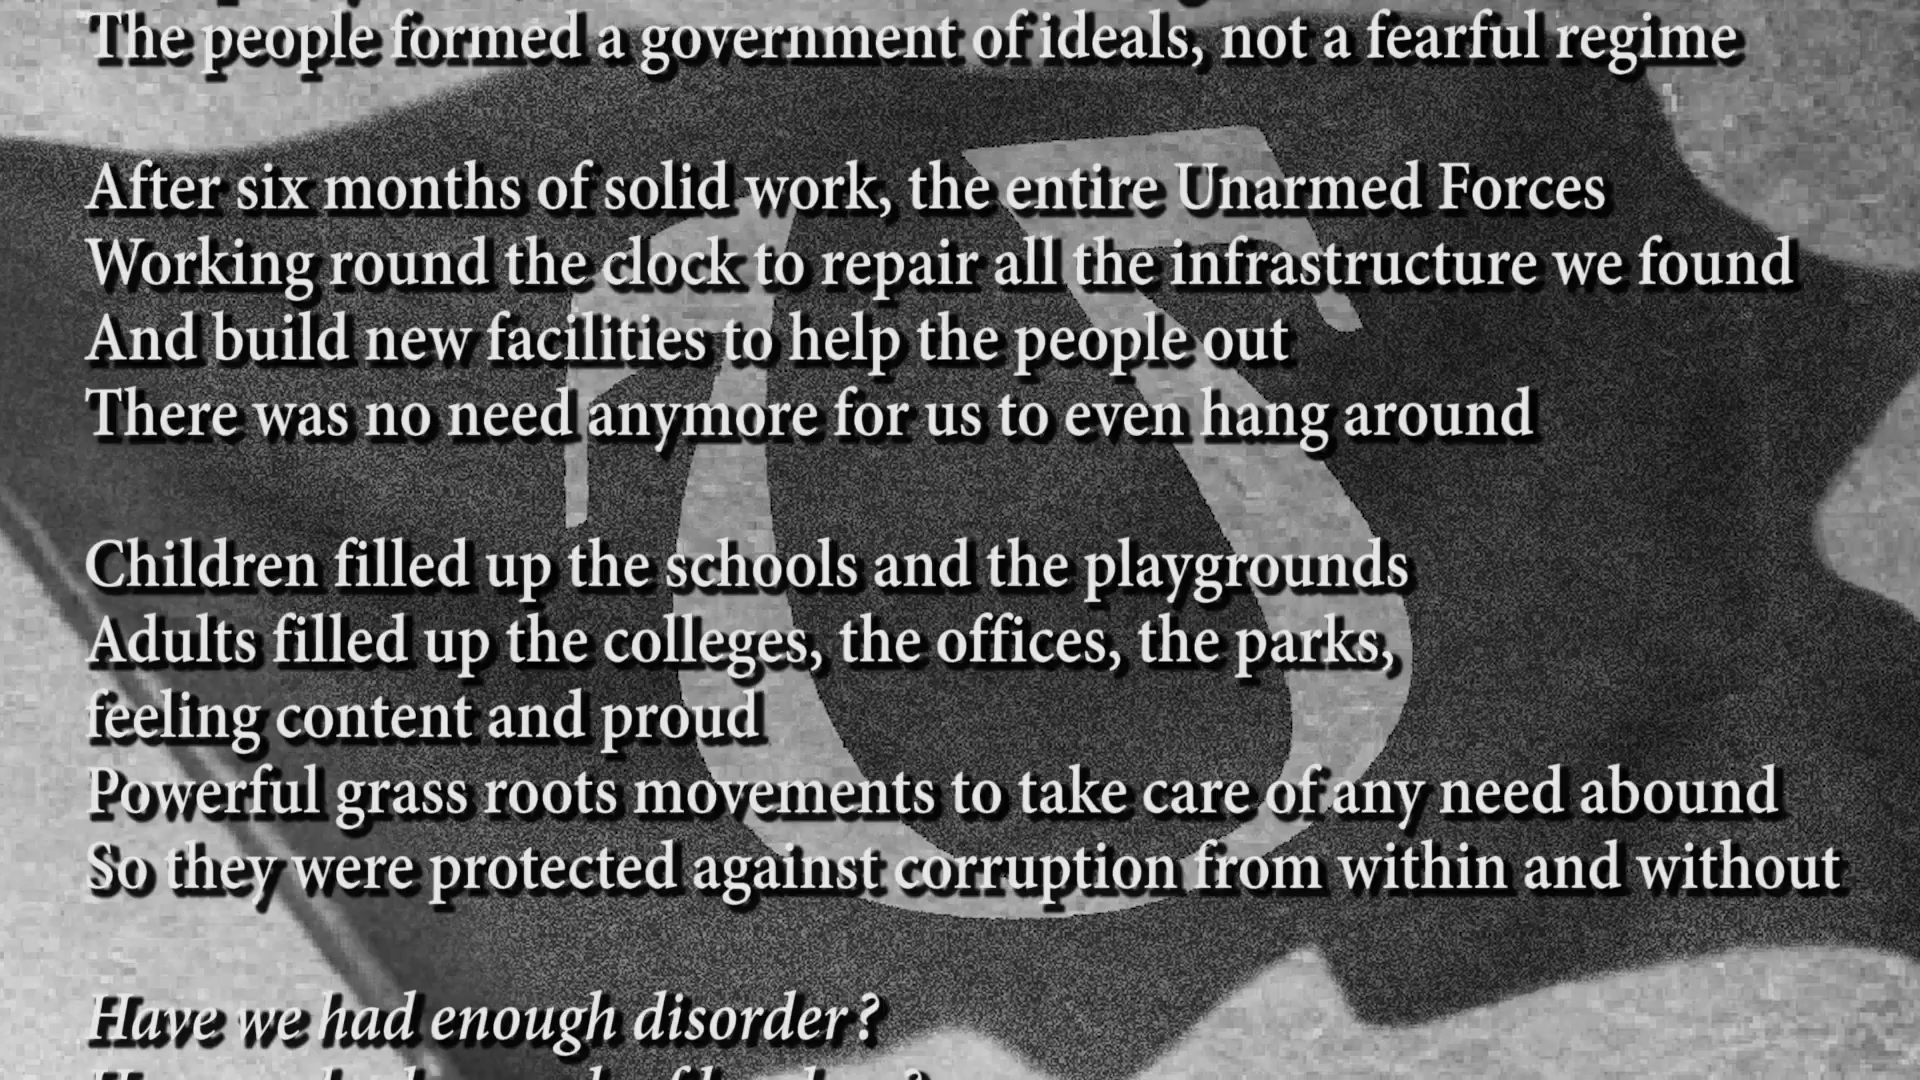 The people formed a government of ideals, not a fearful regime
After six months of solid work, the entire Unarmed Forces
Working round the clock to repair all the infrastructure we found
And build new facilities to help the people out
There was no need anymore for us to even hang around
Children filled up the schools and the playgrounds
Adults filled up the colleges, the offices, the parks,
feeling content and proud
Powerful grass roots movements to take care of any need abound
So they were protected against corruption from within and without
Have we had enough disorder?